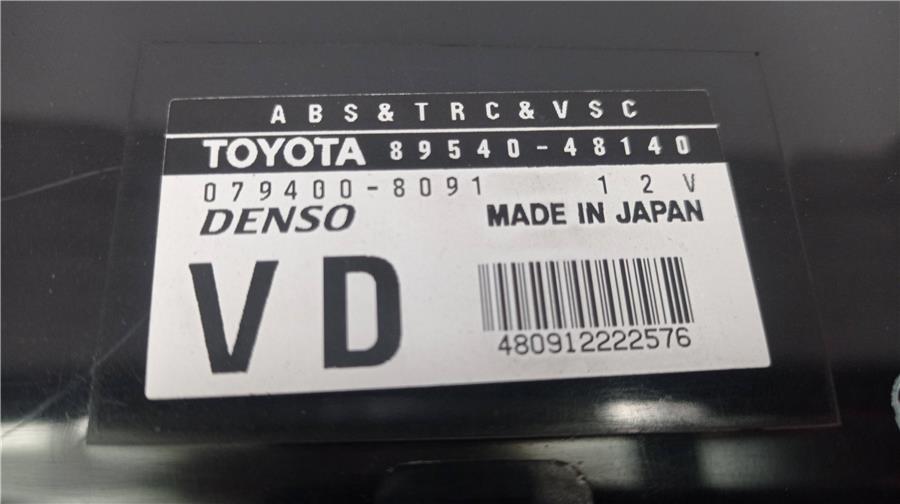 ABS&TRC&VSC
TOYOTA 89540-48140
079400-8091 12V
DENSO MADE IN JAPAN
VD
480912222576